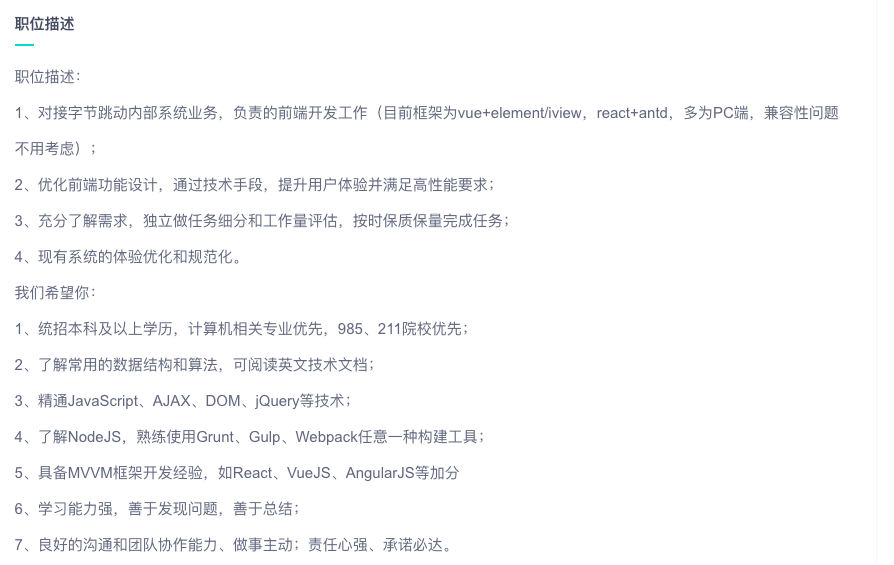 职位描述
职位描述：
1、对接字节跳动内部系统业务，负责的前端开发工作（目前框架为vue+element/iview，react+antd，多为PC端，兼容性问题
不用考虑）；
2、优化前端功能设计，通过技术手段，提升用户体验并满足高性能要求；
3、充分了解需求，独立做任务细分和工作量评估，按时保质保量完成任务；
4、现有系统的体验优化和规范化。
我们希望你：
1、统招本科及以上学历，计算机相关专业优先，985、211院校优先；
2、了解常用的数据结构和算法，可阅读英文技术文档；
3、精通JavaScript、AJAX、DOM、jQuery等技术；
4、了解NodeJS，熟练使用Grunt、Gulp、Webpack任意一种构建工具；
5、具备MVVM框架开发经验，如React、VueJS、AngularJS等加分
6、学习能力强，善于发现问题，善于总结；
7、良好的沟通和团队协作能力、做事主动；责任心强、承诺必达。